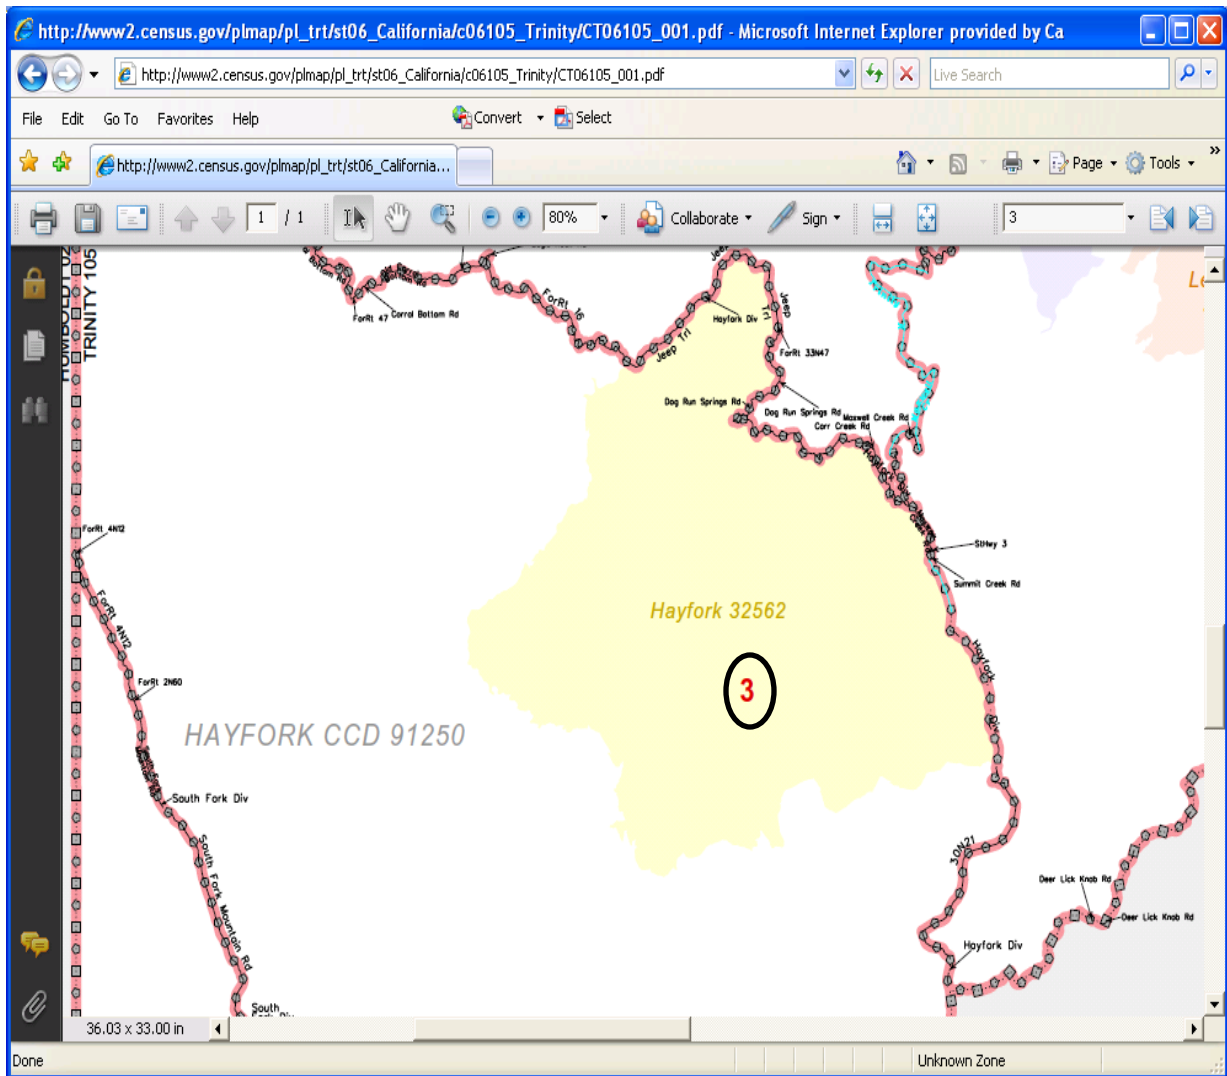 http://www2.census.gov/plmap/pl_trt/st06_California/c06105_Trinity/CT06105_001.pdf - Microsoft Internet Explorer provided by Ca
http://www2.census.gov/plmap/pl_trt/st06_California/c06105_Trinity/CT06105_001.pdf
Live Search
File Edit Go To Favorites Help
Convert Select
http://www2.census.gov/plmap/pl_trt/st06_California...
Page Tools »
1 / 1 80% Collaborate Sign 3
TRINITY 105
ForRt 47
Corral Bottom Rd
ForRt 16
Jeep Trl
Hayfork Div
Jeep Trl
ForRt 33N47
Dog Run Springs Rd
Dog Run Springs Rd
Maxwell Creek Rd
Carr Creek Rd
StHwy 3
Summit Creek Rd
ForRt 4N12
ForRt 4N12
Hayfork 32562
Hayfork Div
ForRt 2N60
3
HAYFORK CCD 91250
South Fork Div
South Fork Mountain Rd
30N21
Deer Lick Knob Rd
Deer Lick Knob Rd
Hayfork Div
South
36.03 x 33.00 in
Done
Unknown Zone